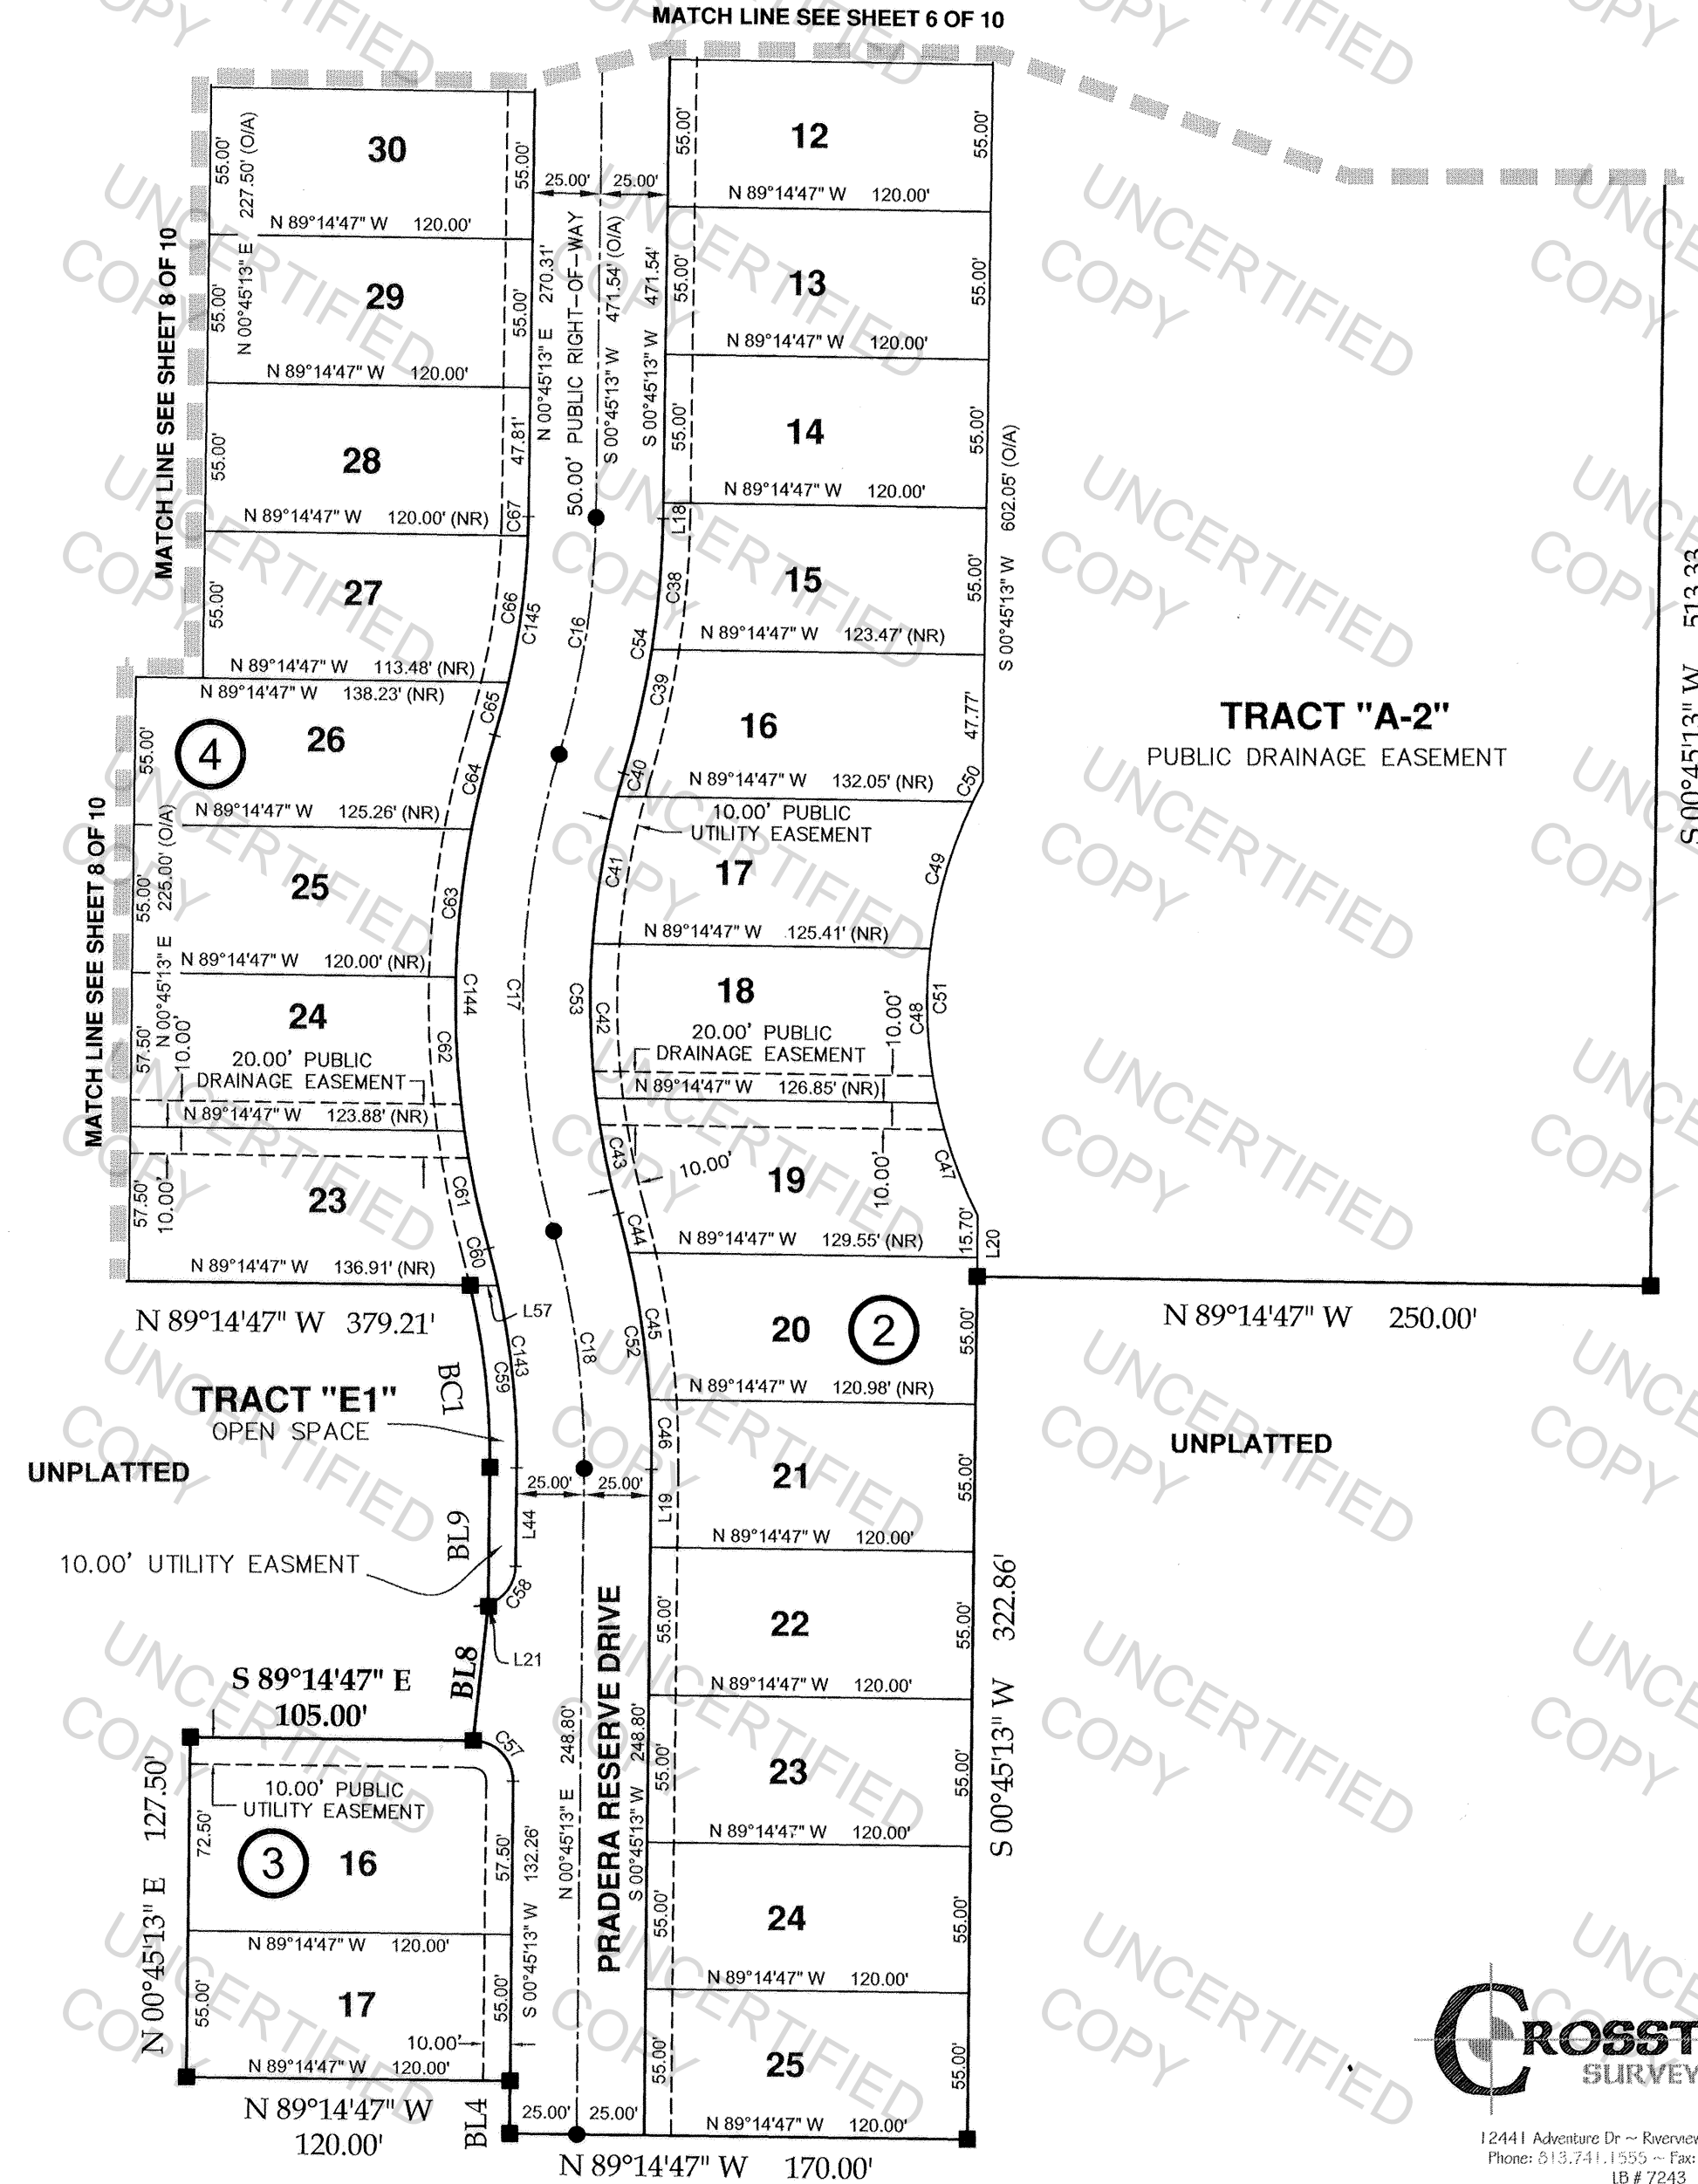 MATCH LINE SEE SHEET 6 OF 10
30
55.00'
N 00°45'13" E 227.50' (O/A)
55.00'
N 89°14'47" W 120.00'
29
55.00'
55.00'
N 89°14'47" W 120.00'
28
55.00'
47.81'
C67
N 89°14'47" W 120.00' (NR)
27
55.00'
C66
C145
N 89°14'47" W 113.48' (NR)
MATCH LINE SEE SHEET 8 OF 10
N 89°14'47" W 138.23' (NR)
4
26
55.00'
C65
C64
N 89°14'47" W 125.26' (NR)
25
55.00'
N 00°45'13" E 225.00' (O/A)
C63
N 89°14'47" W 120.00' (NR)
24
57.50'
10.00'
C144
C62
20.00' PUBLIC
DRAINAGE EASEMENT
N 89°14'47" W 123.88' (NR)
23
57.50'
10.00'
C61
C60
N 89°14'47" W 136.91' (NR)
MATCH LINE SEE SHEET 8 OF 10
N 89°14'47" W 379.21'
L57
C143
C59
BC1
TRACT "E1"
OPEN SPACE
UNPLATTED
BL9
L44
10.00' UTILITY EASMENT
C58
L21
BL8
S 89°14'47" E
105.00'
C57
N 00°45'13" E 127.50'
10.00' PUBLIC
UTILITY EASEMENT
72.50'
3
16
57.50'
S 00°45'13" W 132.26'
N 89°14'47" W 120.00'
17
55.00'
55.00'
10.00'
N 89°14'47" W 120.00'
N 89°14'47" W
120.00'
BL4
25.00' 25.00'
N 89°14'47" W 170.00'
25.00' 25.00'
N 00°45'13" E 270.31'
50.00' PUBLIC RIGHT-OF-WAY
S 00°45'13" W 471.54' (O/A)
S 00°45'13" W 471.54'
C16
C17
C18
25.00' 25.00'
N 00°45'13" E 248.80'
PRADERA RESERVE DRIVE
S 00°45'13" W 248.80'
12
55.00'
55.00'
N 89°14'47" W 120.00'
13
55.00'
55.00'
N 89°14'47" W 120.00'
14
55.00'
55.00'
N 89°14'47" W 120.00'
L18
15
C38
C54
55.00'
N 89°14'47" W 123.47' (NR)
S 00°45'13" W 602.05' (O/A)
16
C39
C40
47.77'
C50
N 89°14'47" W 132.05' (NR)
10.00' PUBLIC
UTILITY EASEMENT
17
C41
C49
N 89°14'47" W 125.41' (NR)
18
C53
C42
10.00'
C48
C51
20.00' PUBLIC
DRAINAGE EASEMENT
N 89°14'47" W 126.85' (NR)
19
C43
10.00'
10.00'
C47
C44
15.70'
L20
N 89°14'47" W 129.55' (NR)
20
2
C45
C52
55.00'
N 89°14'47" W 120.98' (NR)
21
C46
L19
55.00'
N 89°14'47" W 120.00'
22
55.00'
55.00'
N 89°14'47" W 120.00'
S 00°45'13" W 322.86'
23
55.00'
55.00'
N 89°14'47" W 120.00'
24
55.00'
55.00'
N 89°14'47" W 120.00'
25
55.00'
55.00'
N 89°14'47" W 120.00'
TRACT "A-2"
PUBLIC DRAINAGE EASEMENT
S 00°45'13" W 513.33
N 89°14'47" W 250.00'
UNPLATTED
CROSST
SURVEY
12441 Adventure Dr ~ Riverview
Phone: 813.741.1555 ~ Fax:
LB # 7243
UNCERTIFIED
COPY